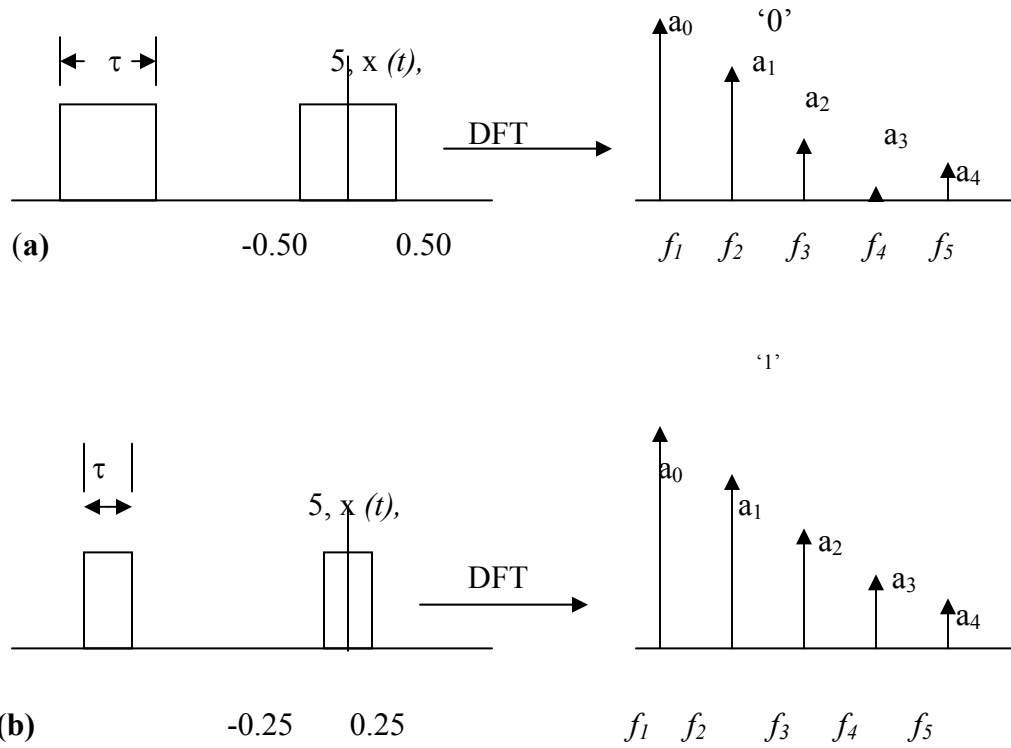 a₀ ‘0’
τ 5, x (t), a₁
a₂
DFT a₃
a₄
(a) -0.50 0.50 f₁ f₂ f₃ f₄ f₅
‘1’
τ a₀
5, x (t), a₁
a₂
DFT a₃
a₄
(b) -0.25 0.25 f₁ f₂ f₃ f₄ f₅